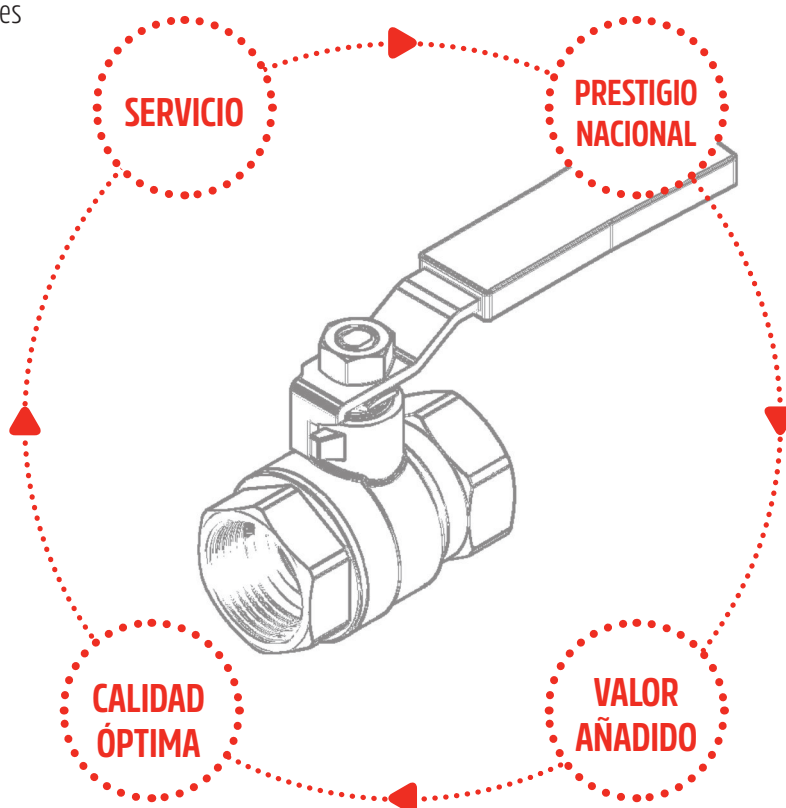 es
SERVICIO
PRESTIGIO
NACIONAL
CALIDAD
ÓPTIMA
VALOR
AÑADIDO